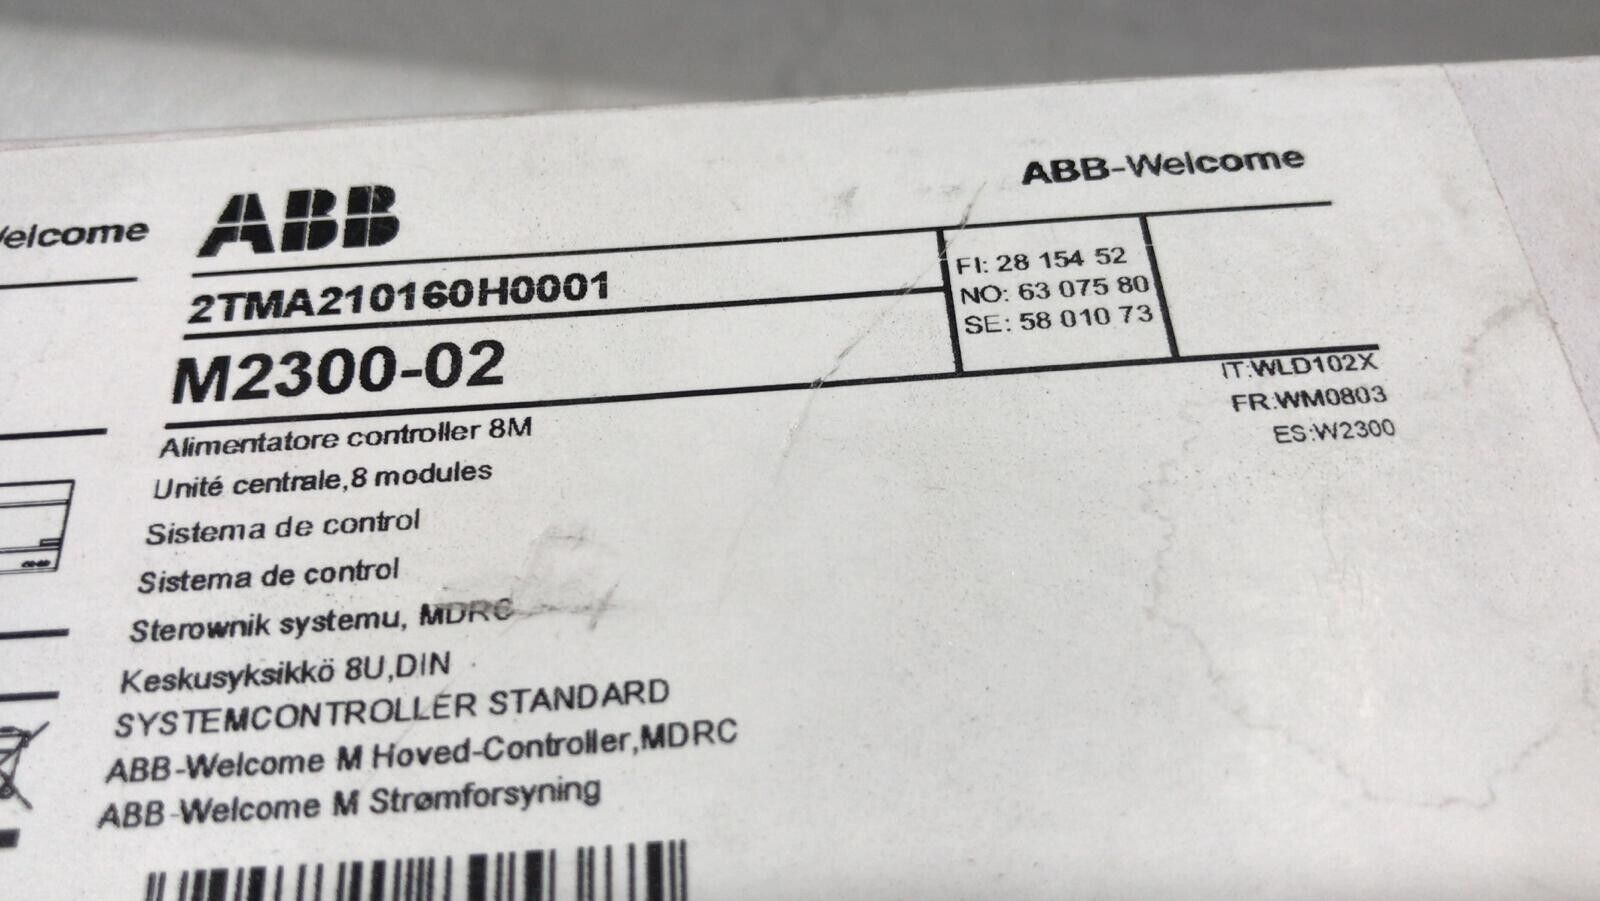 ABB-Welcome
elcome
ABB
2TMA210160H0001
FI: 28 154 52
NO: 63 075 80
SE: 58 010 73
M2300-02
IT:WLD102X
FR:WM0803
ES:W2300
Alimentatore controller 8M
Unité centrale,8 modules
Sistema de control
Sistema de control
Sterownik systemu, MDRC
Keskusyksikkö 8U,DIN
SYSTEMCONTROLLER STANDARD
ABB-Welcome M Hoved-Controller,MDRC
ABB-Welcome M Strømforsyning